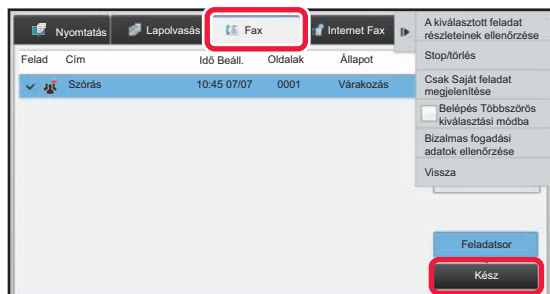 Nyomtatás
Lapolvasás
Fax
Internet Fax
Felad Cím Idő Beáll. Oldalak Állapot
Szórás 10:45 07/07 0001 Várakozás
A kiválasztott feladat
részleteinek ellenőrzése
Stop/törlés
Csak Saját feladat
megjelenítése
Belépés Többszörös
kiválasztási módba
Bizalmas fogadási
adatok ellenőrzése
Vissza
Feladatsor
Kész